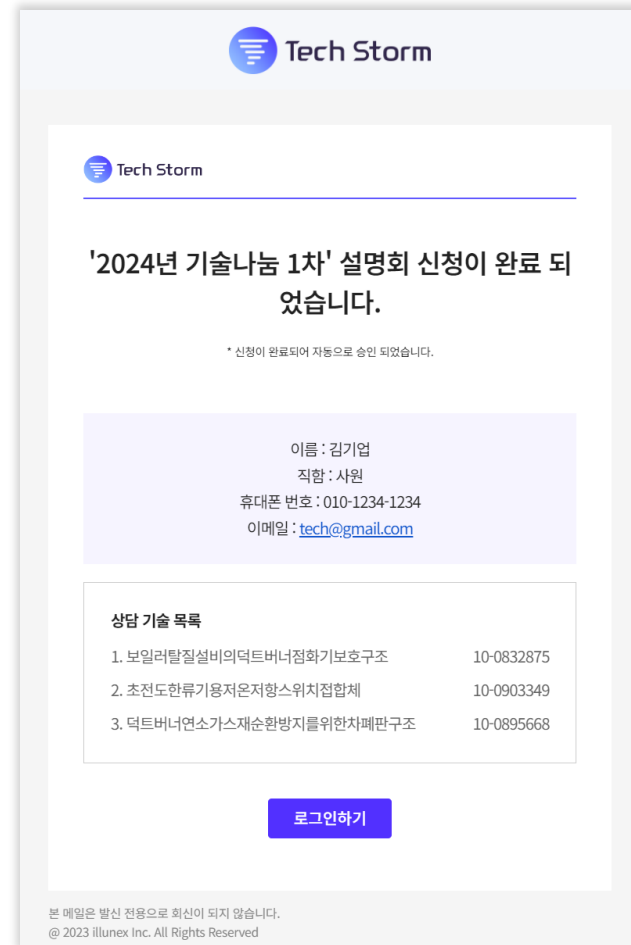 Tech Storm
Tech Storm
'2024년 기술나눔 1차' 설명회 신청이 완료 되
었습니다.
* 신청이 완료되어 자동으로 승인 되었습니다.
이름 : 김기업
직함 : 사원
휴대폰 번호 : 010-1234-1234
이메일 : tech@gmail.com
상담 기술 목록
1. 보일러탈질설비의덕트버너점화기보호구조 10-0832875
2. 초전도한류기용저온저항스위치접합체 10-0903349
3. 덕트버너연소가스재순환방지를위한차폐판구조 10-0895668
로그인하기
본 메일은 발신 전용으로 회신이 되지 않습니다.
@ 2023 illunex Inc. All Rights Reserved